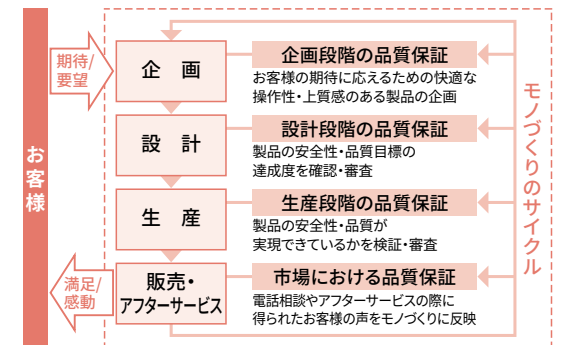 お客様
期待/
要望
企 画
企画段階の品質保証
お客様の期待に応えるための快適な
操作性・上質感のある製品の企画
設 計
設計段階の品質保証
製品の安全性・品質目標の
達成度を確認・審査
生 産
生産段階の品質保証
製品の安全性・品質が
実現できているかを検証・審査
満足/
感動
販売・
アフターサービス
市場における品質保証
電話相談やアフターサービスの際に
得られたお客様の声をモノづくりに反映
モノづくりのサイクル